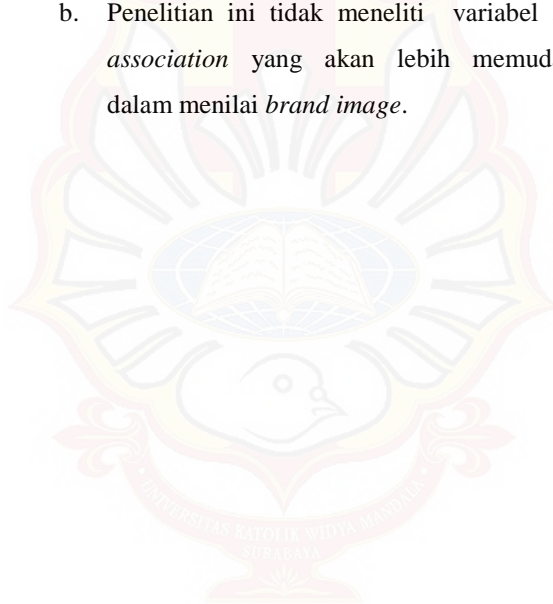 b. Penelitian ini tidak meneliti variabel
association yang akan lebih memud
dalam menilai brand image.
UNIVERSITAS KATOLIK WIDYA MANDALA
SURABAYA